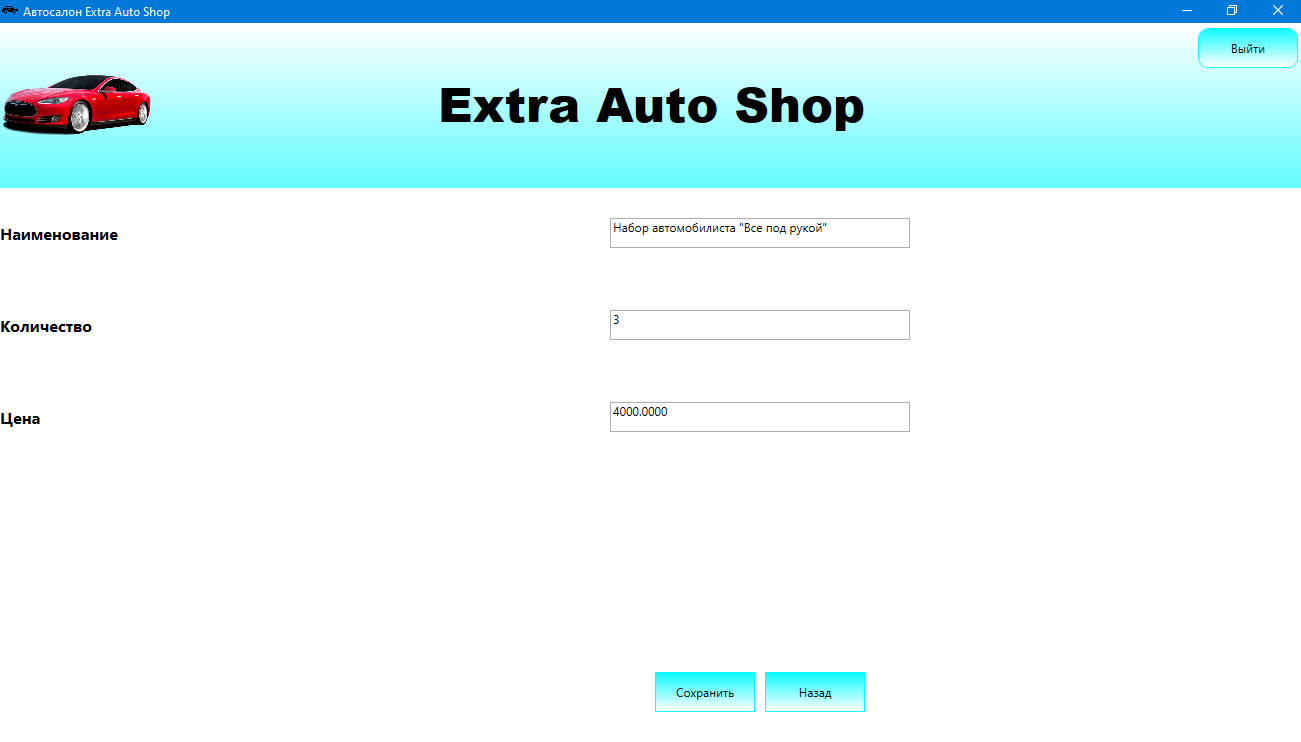 Автосалон Extra Auto Shop
Выйти
Extra Auto Shop
Наименование
Набор автомобилиста "Все под рукой"
Количество
3
Цена
4000.0000
Сохранить
Назад